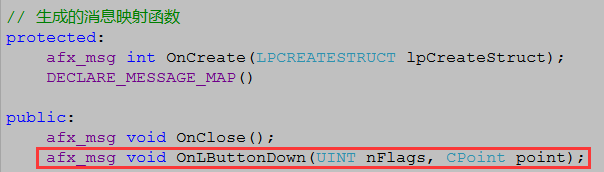 // 生成的消息映射函数
protected:
afx_msg int OnCreate(LPCREATESTRUCT lpCreateStruct);
DECLARE_MESSAGE_MAP()
public:
afx_msg void OnClose();
afx_msg void OnLButtonDown(UINT nFlags, CPoint point);